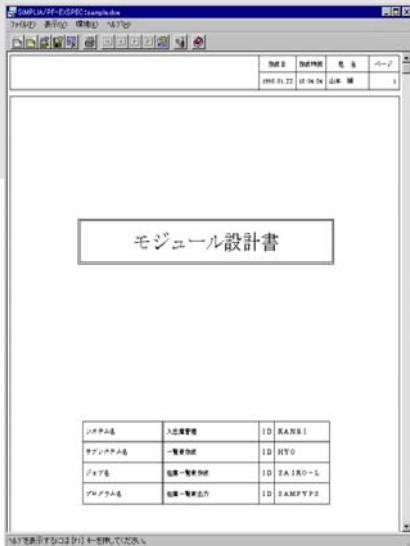 SIMPLIA/PF-EXSPEC:sample.doe
ファイル(F) 表示(V) 環境(O) ヘルプ(H)
作成日 作成時間 氏 名 ページ
1998.01.22 18:06:06 山本 1
モジュール設計書
システム名 入出庫管理 ID KANRI
サブシステム名 一覧表作成 ID HYO
ジョブ名 在庫一覧表作成 ID ZAIKO-L
プログラム名 在庫一覧表出力 ID SAMPYPS
ヘルプを表示するには [F1] キーを押してください。